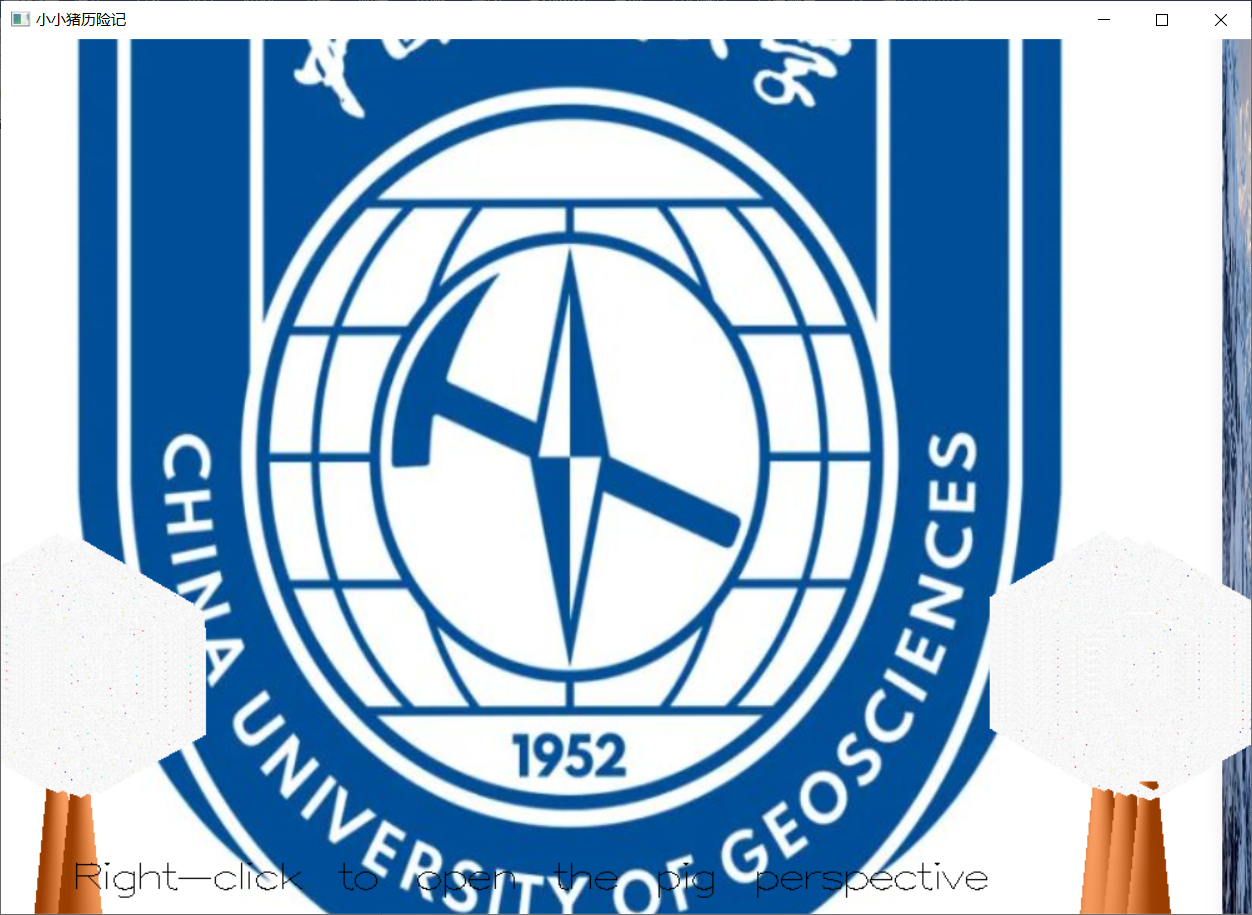 小小猪历险记
1952
CHINA UNIVERSITY OF GEOSCIENCES
Right-click to open the pig perspective